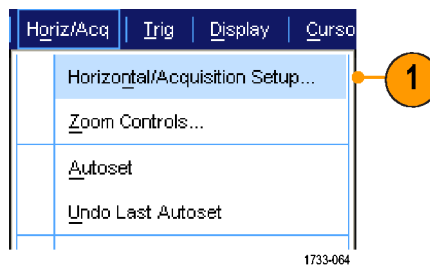 Horiz/Acq Trig Display Curso
Horizontal/Acquisition Setup...
1
Zoom Controls...
Autoset
Undo Last Autoset
1733-064